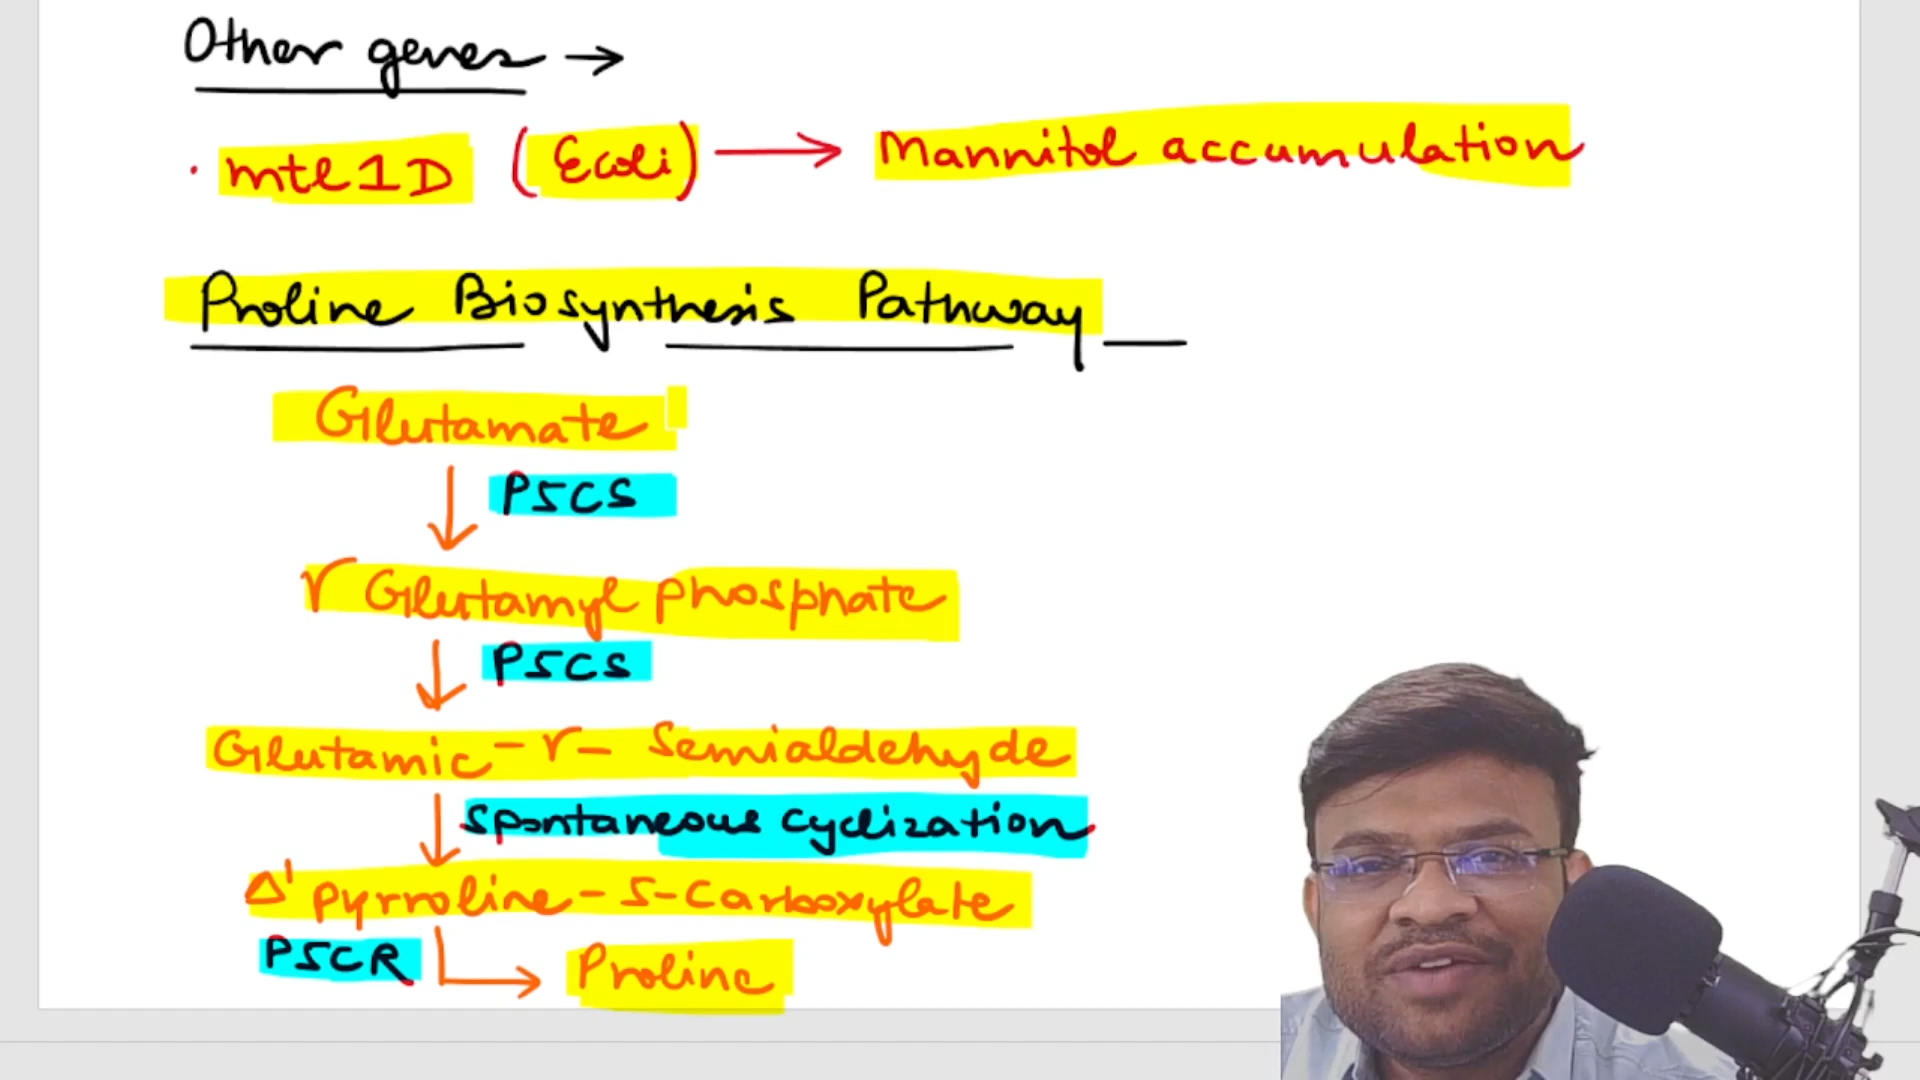 Other genes →
• mtl1D (Ecoli) → Mannitol accumulation
Proline Biosynthesis Pathway
Glutamate
P5CS
γ Glutamyl phosphate
P5CS
Glutamic-γ-Semialdehyde
Spontaneous cyclization
Δ' pyrroline-5-Carboxylate
P5CR
Proline